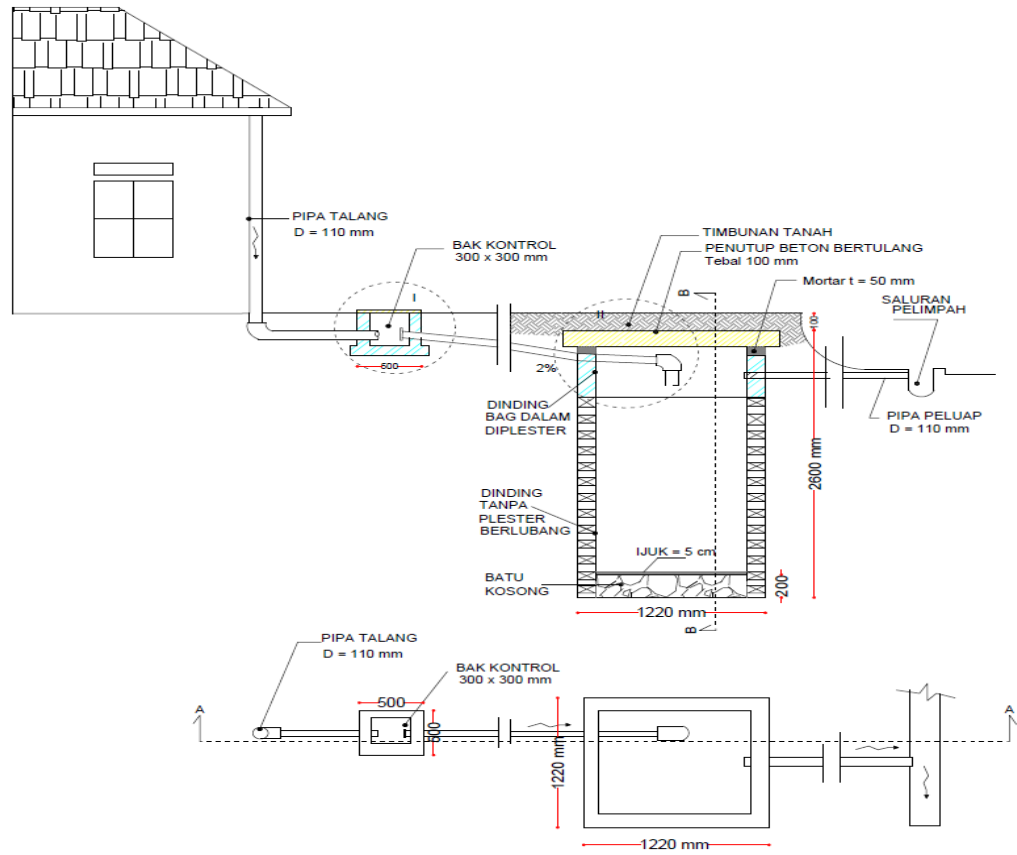 PIPA TALANG
D = 110 mm
BAK KONTROL
300 x 300 mm
I
500
TIMBUNAN TANAH
PENUTUP BETON BERTULANG
Tebal 100 mm
B
Mortar t = 50 mm
SALURAN
PELIMPAH
II
100
2%
DINDING
BAG DALAM
DIPLESTER
PIPA PELUAP
D = 110 mm
2600 mm
DINDING
TANPA
PLESTER
BERLUBANG
IJUK = 5 cm
BATU
KOSONG
200
1220 mm
B
PIPA TALANG
D = 110 mm
BAK KONTROL
300 x 300 mm
500
A
A
500
1220 mm
1220 mm